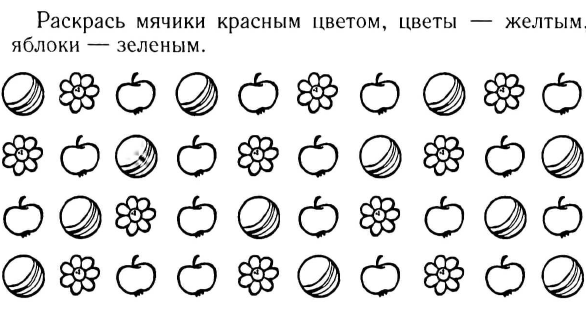 Раскрась мячики красным цветом, цветы — желтым,
яблоки — зеленым.